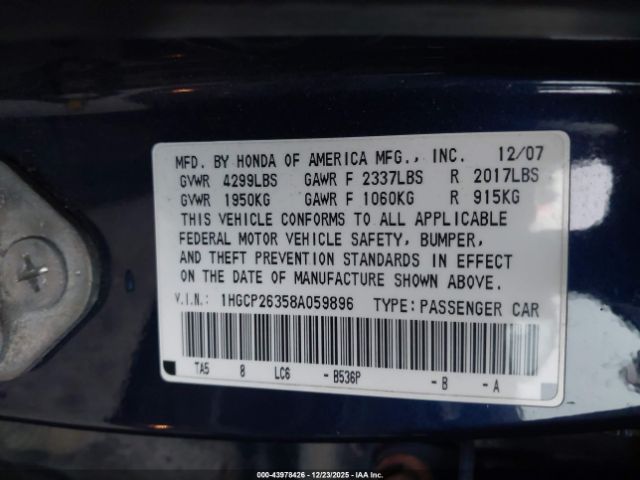 MFD. BY HONDA OF AMERICA MFG., INC. 12/07
GVWR 4299LBS GAWR F 2337LBS R 2017LBS
GVWR 1950KG GAWR F 1060KG R 915KG
THIS VEHICLE CONFORMS TO ALL APPLICABLE
FEDERAL MOTOR VEHICLE SAFETY, BUMPER,
AND THEFT PREVENTION STANDARDS IN EFFECT
ON THE DATE OF MANUFACTURE SHOWN ABOVE.
V.I.N.: 1HGCP26358A059896 TYPE: PASSENGER CAR
TA5 0 LC6 - B536P - B - A
©-43978426 - 12/23/2025 - IAA Inc.